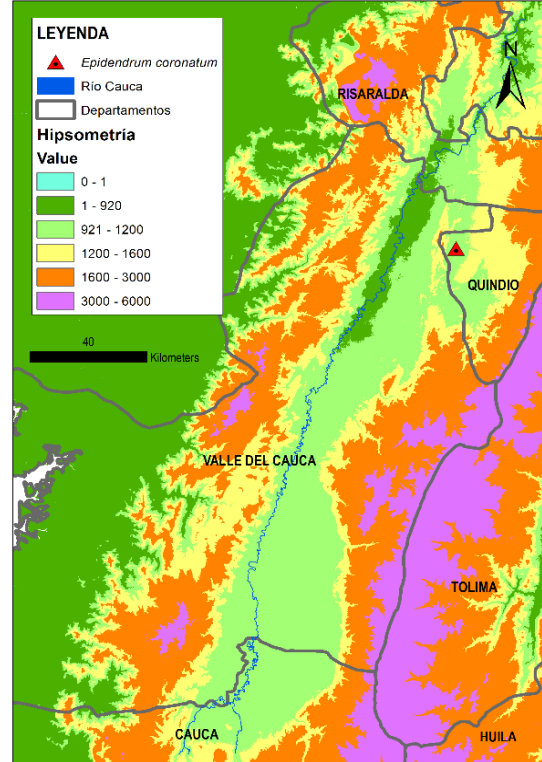 LEYENDA
Epidendrum coronatum
Río Cauca
Departamentos
Hipsometría
Value
0 - 1
1 - 920
921 - 1200
1200 - 1600
1600 - 3000
3000 - 6000
40
Kilometers
N
RISARALDA
QUINDIO
VALLE DEL CAUCA
TOLIMA
CAUCA
HUILA